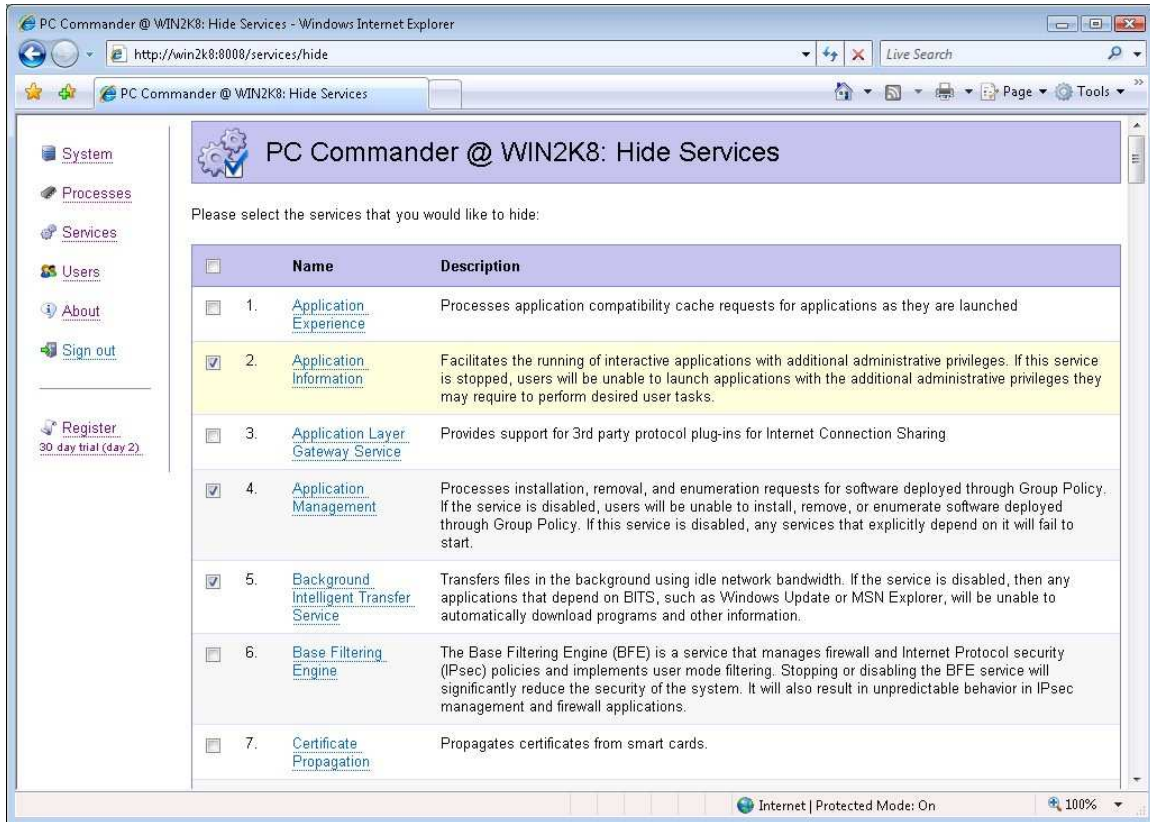 PC Commander @ WIN2K8: Hide Services - Windows Internet Explorer
http://win2k8:8008/services/hide
Live Search
PC Commander @ WIN2K8: Hide Services
Page
Tools
System
Processes
Services
Users
About
Sign out
Register
30 day trial (day 2)
PC Commander @ WIN2K8: Hide Services
Please select the services that you would like to hide:
Name Description
1. Application Processes application compatibility cache requests for applications as they are launched
Experience
2. Application Facilitates the running of interactive applications with additional administrative privileges. If this service
Information is stopped, users will be unable to launch applications with the additional administrative privileges they
may require to perform desired user tasks.
3. Application Layer Provides support for 3rd party protocol plug-ins for Internet Connection Sharing
Gateway Service
4. Application Processes installation, removal, and enumeration requests for software deployed through Group Policy.
Management If the service is disabled, users will be unable to install, remove, or enumerate software deployed
through Group Policy. If this service is disabled, any services that explicitly depend on it will fail to
start.
5. Background Transfers files in the background using idle network bandwidth. If the service is disabled, then any
Intelligent Transfer applications that depend on BITS, such as Windows Update or MSN Explorer, will be unable to
Service automatically download programs and other information.
6. Base Filtering The Base Filtering Engine (BFE) is a service that manages firewall and Internet Protocol security
Engine (IPsec) policies and implements user mode filtering. Stopping or disabling the BFE service will
significantly reduce the security of the system. It will also result in unpredictable behavior in IPsec
management and firewall applications.
7. Certificate Propagates certificates from smart cards.
Propagation
Internet | Protected Mode: On
100%